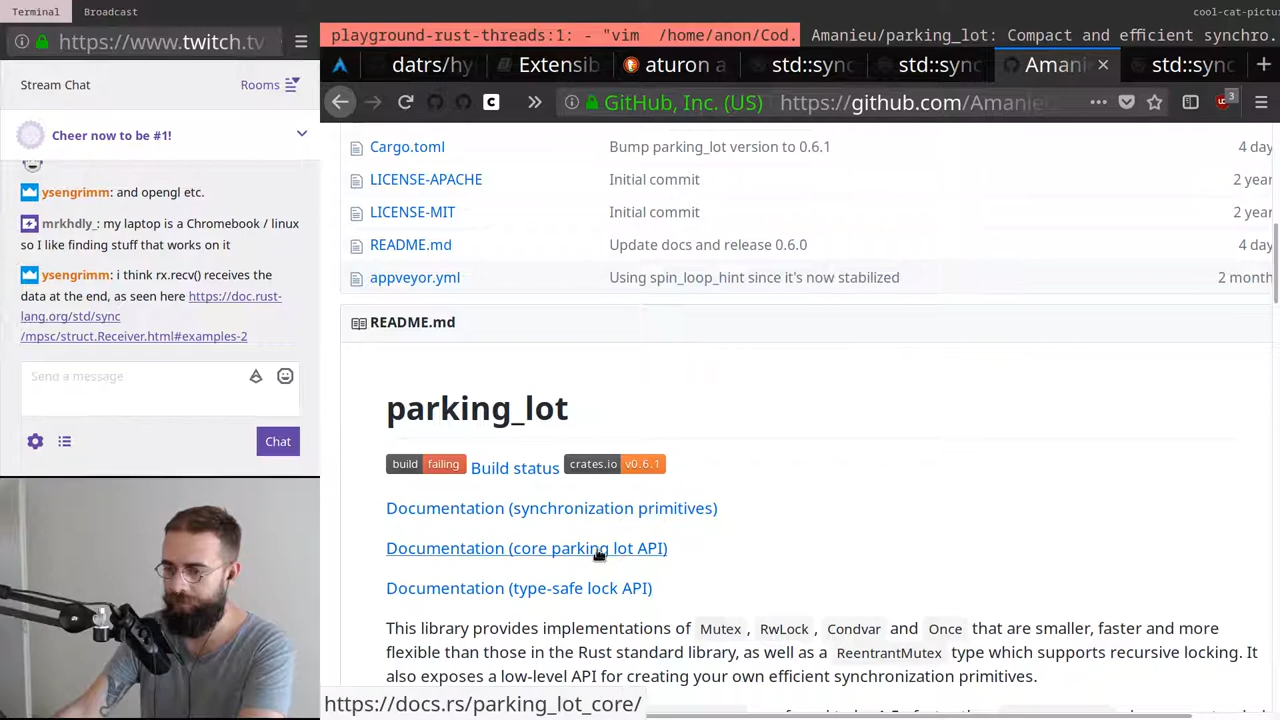 Terminal
Broadcast
cool-cat-pictu
https://www.twitch.tv
playground-rust-threads:1: - "vim  /home/anon/Cod.
Amanieu/parking_lot: Compact and efficient synchro.
datrs/hy
Extensib
aturon a
std::sync
std::sync
Amani
std::sync
GitHub, Inc. (US)
https://github.com/Amanie
3
Stream Chat
Rooms
Cheer now to be #1!
ysengrimm: and opengl etc.
mrkhdly_: my laptop is a Chromebook / linux
so I like finding stuff that works on it
ysengrimm: i think rx.recv() receives the
data at the end, as seen here https://doc.rust-
lang.org/std/sync
/mpsc/struct.Receiver.html#examples-2
Send a message
Chat
Cargo.toml
Bump parking_lot version to 0.6.1
4 day
LICENSE-APACHE
Initial commit
2 year
LICENSE-MIT
Initial commit
2 year
README.md
Update docs and release 0.6.0
4 day
appveyor.yml
Using spin_loop_hint since it's now stabilized
2 month
README.md
parking_lot
build failing Build status crates.io v0.6.1
Documentation (synchronization primitives)
Documentation (core parking lot API)
Documentation (type-safe lock API)
This library provides implementations of Mutex , RwLock , Condvar and Once that are smaller, faster and more
flexible than those in the Rust standard library, as well as a ReentrantMutex type which supports recursive locking. It
also exposes a low-level API for creating your own efficient synchronization primitives.
https://docs.rs/parking_lot_core/